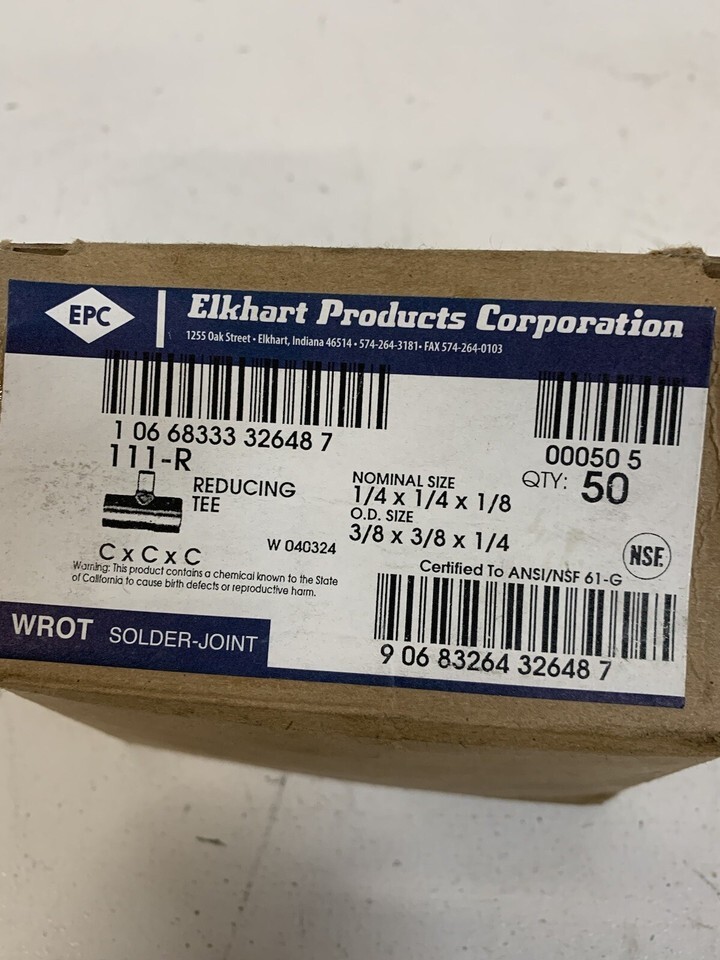 EPC
Elkhart Products Corporation
1255 Oak Street • Elkhart, Indiana 46514 • 574-264-3181 • FAX 574-264-0103
1 06 68333 32648 7
00050 5
111-R
REDUCING
TEE
NOMINAL SIZE
1/4 x 1/4 x 1/8
QTY: 50
O.D. SIZE
3/8 x 3/8 x 1/4
W 040324
C x C x C
NSF.
Certified To ANSI/NSF 61-G
Warning: This product contains a chemical known to the State
of California to cause birth defects or reproductive harm.
WROT SOLDER-JOINT
9 06 83264 32648 7